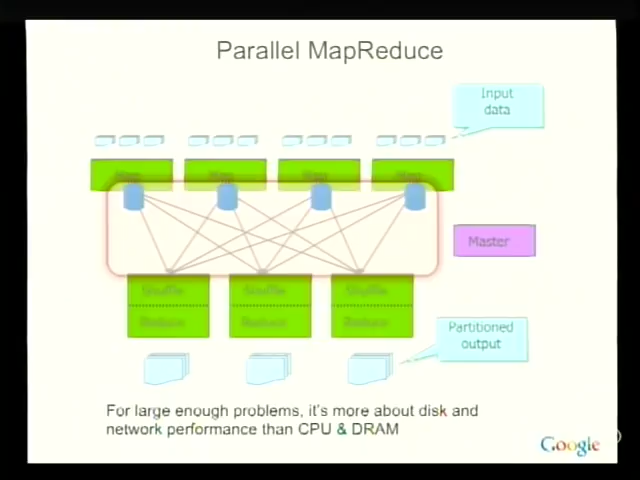 Parallel MapReduce
Input
data
Map
Map
Map
Map
Master
Shuffle
Shuffle
Shuffle
Reduce
Reduce
Reduce
Partitioned
output
For large enough problems, it's more about disk and
network performance than CPU & DRAM
Google